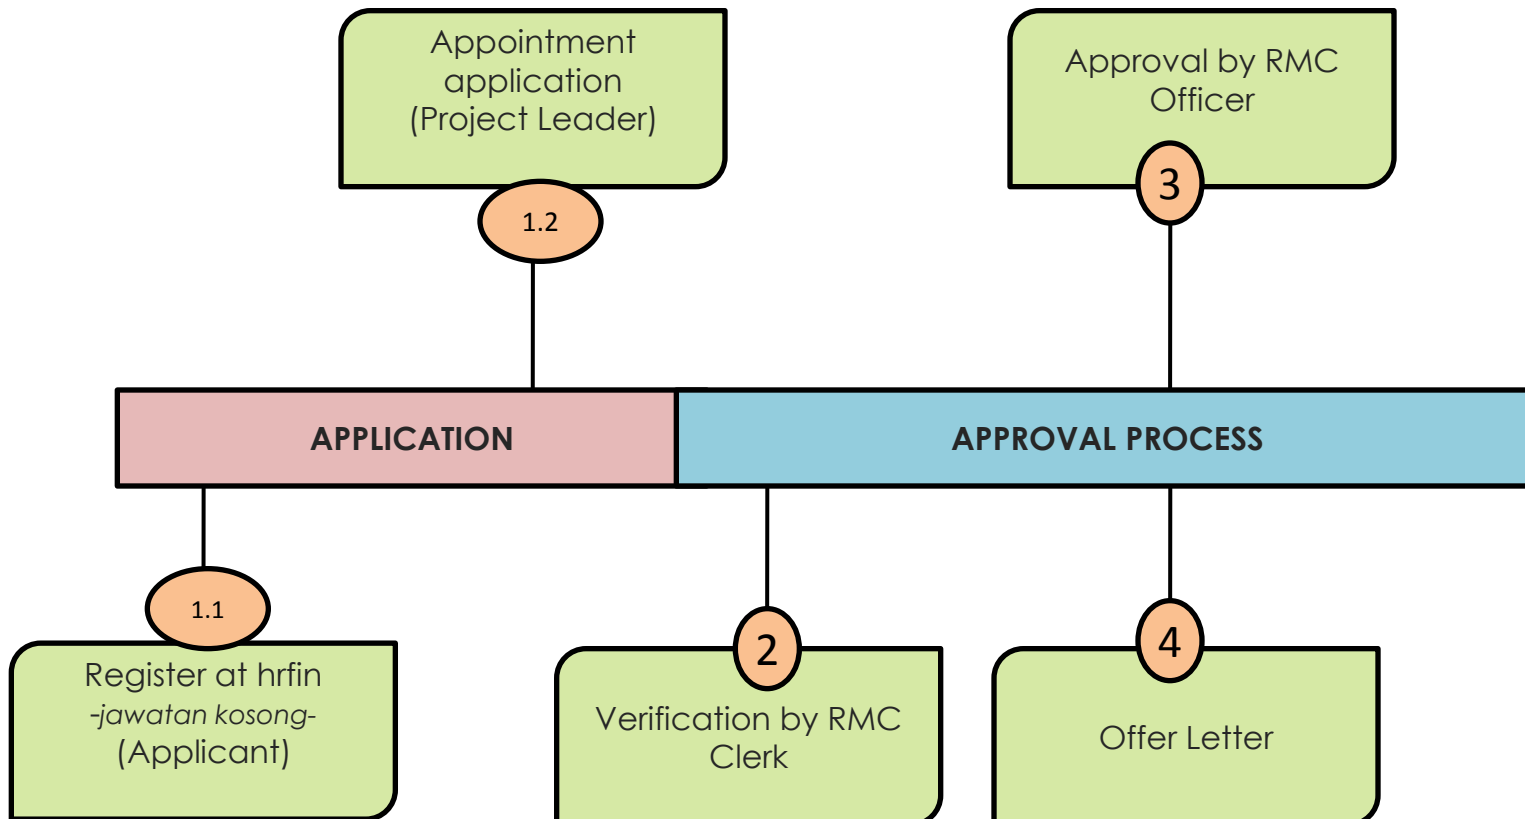 Appointment
application
(Project Leader)
1.2
Approval by RMC
Officer
3
APPLICATION
APPROVAL PROCESS
1.1
Register at hrfin
-jawatan kosong-
(Applicant)
2
Verification by RMC
Clerk
4
Offer Letter